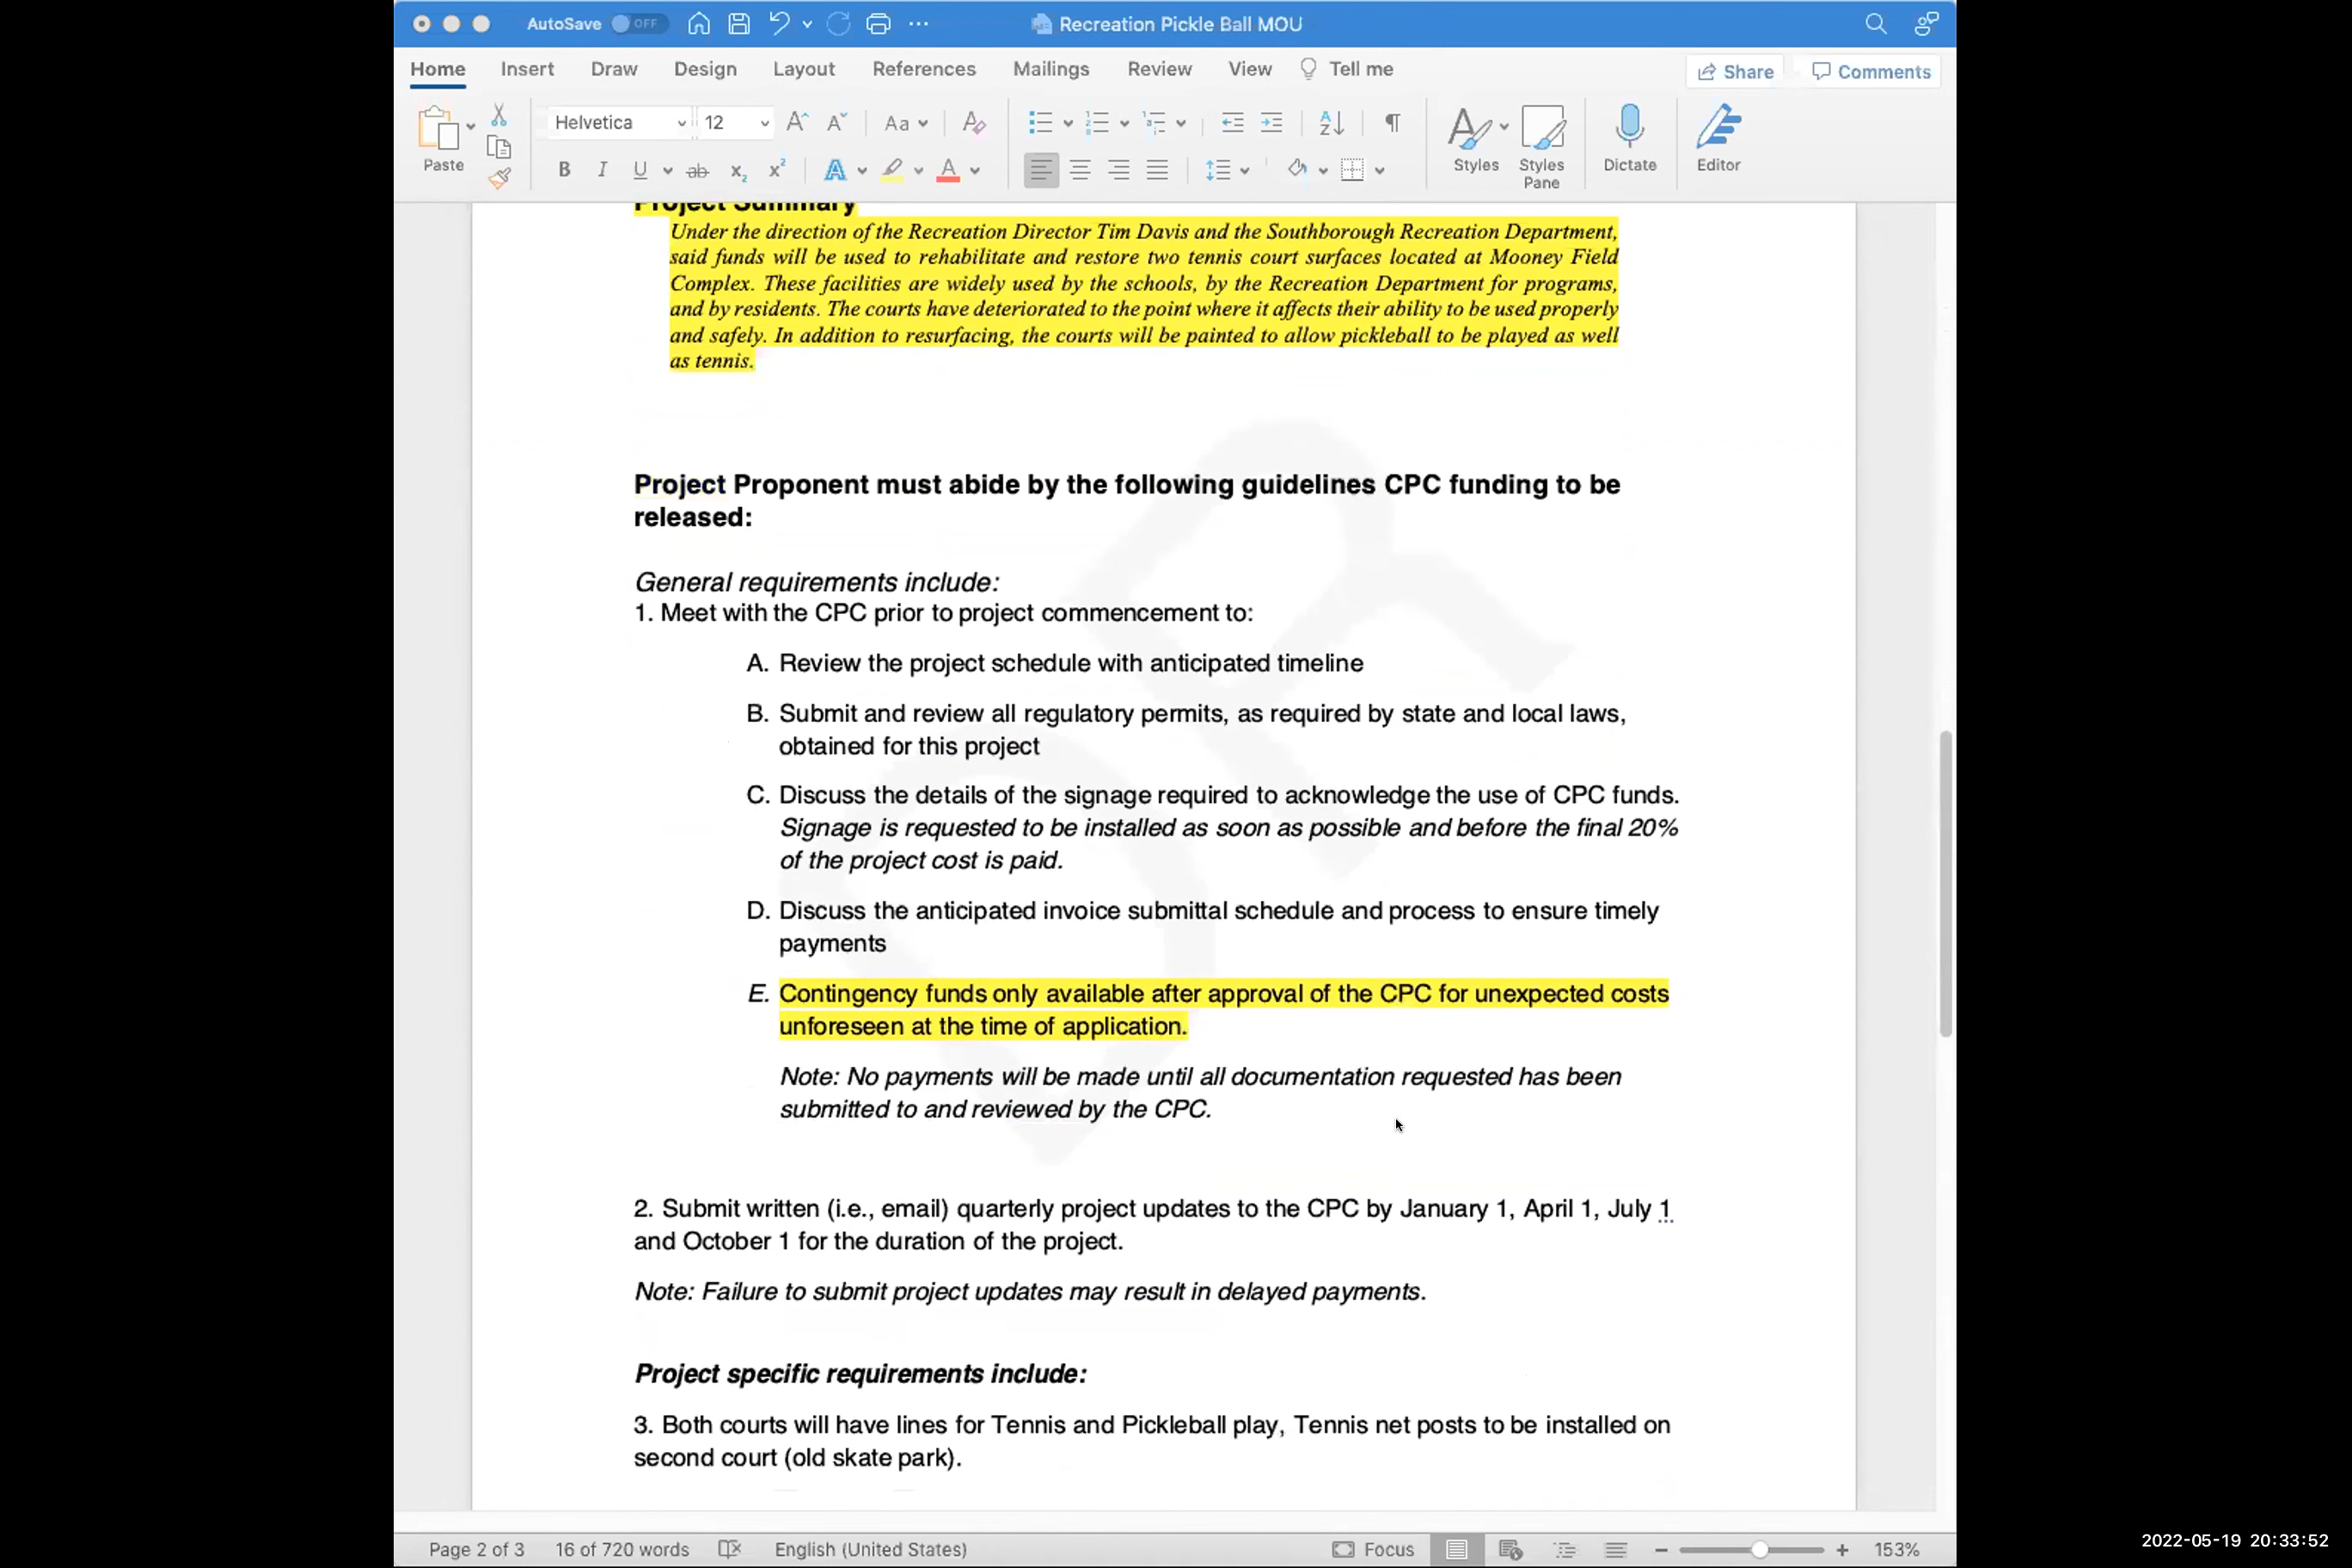 AutoSave OFF
Recreation Pickle Ball MOU
Home Insert Draw Design Layout References Mailings Review View Tell me Share Comments
Helvetica 12
Paste Styles Styles Pane Dictate Editor
Project Summary
Under the direction of the Recreation Director Tim Davis and the Southborough Recreation Department,
said funds will be used to rehabilitate and restore two tennis court surfaces located at Mooney Field
Complex. These facilities are widely used by the schools, by the Recreation Department for programs,
and by residents. The courts have deteriorated to the point where it affects their ability to be used properly
and safely. In addition to resurfacing, the courts will be painted to allow pickleball to be played as well
as tennis.
Project Proponent must abide by the following guidelines CPC funding to be
released:
General requirements include:
1. Meet with the CPC prior to project commencement to:
A. Review the project schedule with anticipated timeline
B. Submit and review all regulatory permits, as required by state and local laws,
obtained for this project
C. Discuss the details of the signage required to acknowledge the use of CPC funds.
Signage is requested to be installed as soon as possible and before the final 20%
of the project cost is paid.
D. Discuss the anticipated invoice submittal schedule and process to ensure timely
payments
E. Contingency funds only available after approval of the CPC for unexpected costs
unforeseen at the time of application.
Note: No payments will be made until all documentation requested has been
submitted to and reviewed by the CPC.
2. Submit written (i.e., email) quarterly project updates to the CPC by January 1, April 1, July 1
and October 1 for the duration of the project.
Note: Failure to submit project updates may result in delayed payments.
Project specific requirements include:
3. Both courts will have lines for Tennis and Pickleball play, Tennis net posts to be installed on
second court (old skate park).
Page 2 of 3 16 of 720 words English (United States) Focus 153%
2022-05-19 20:33:52